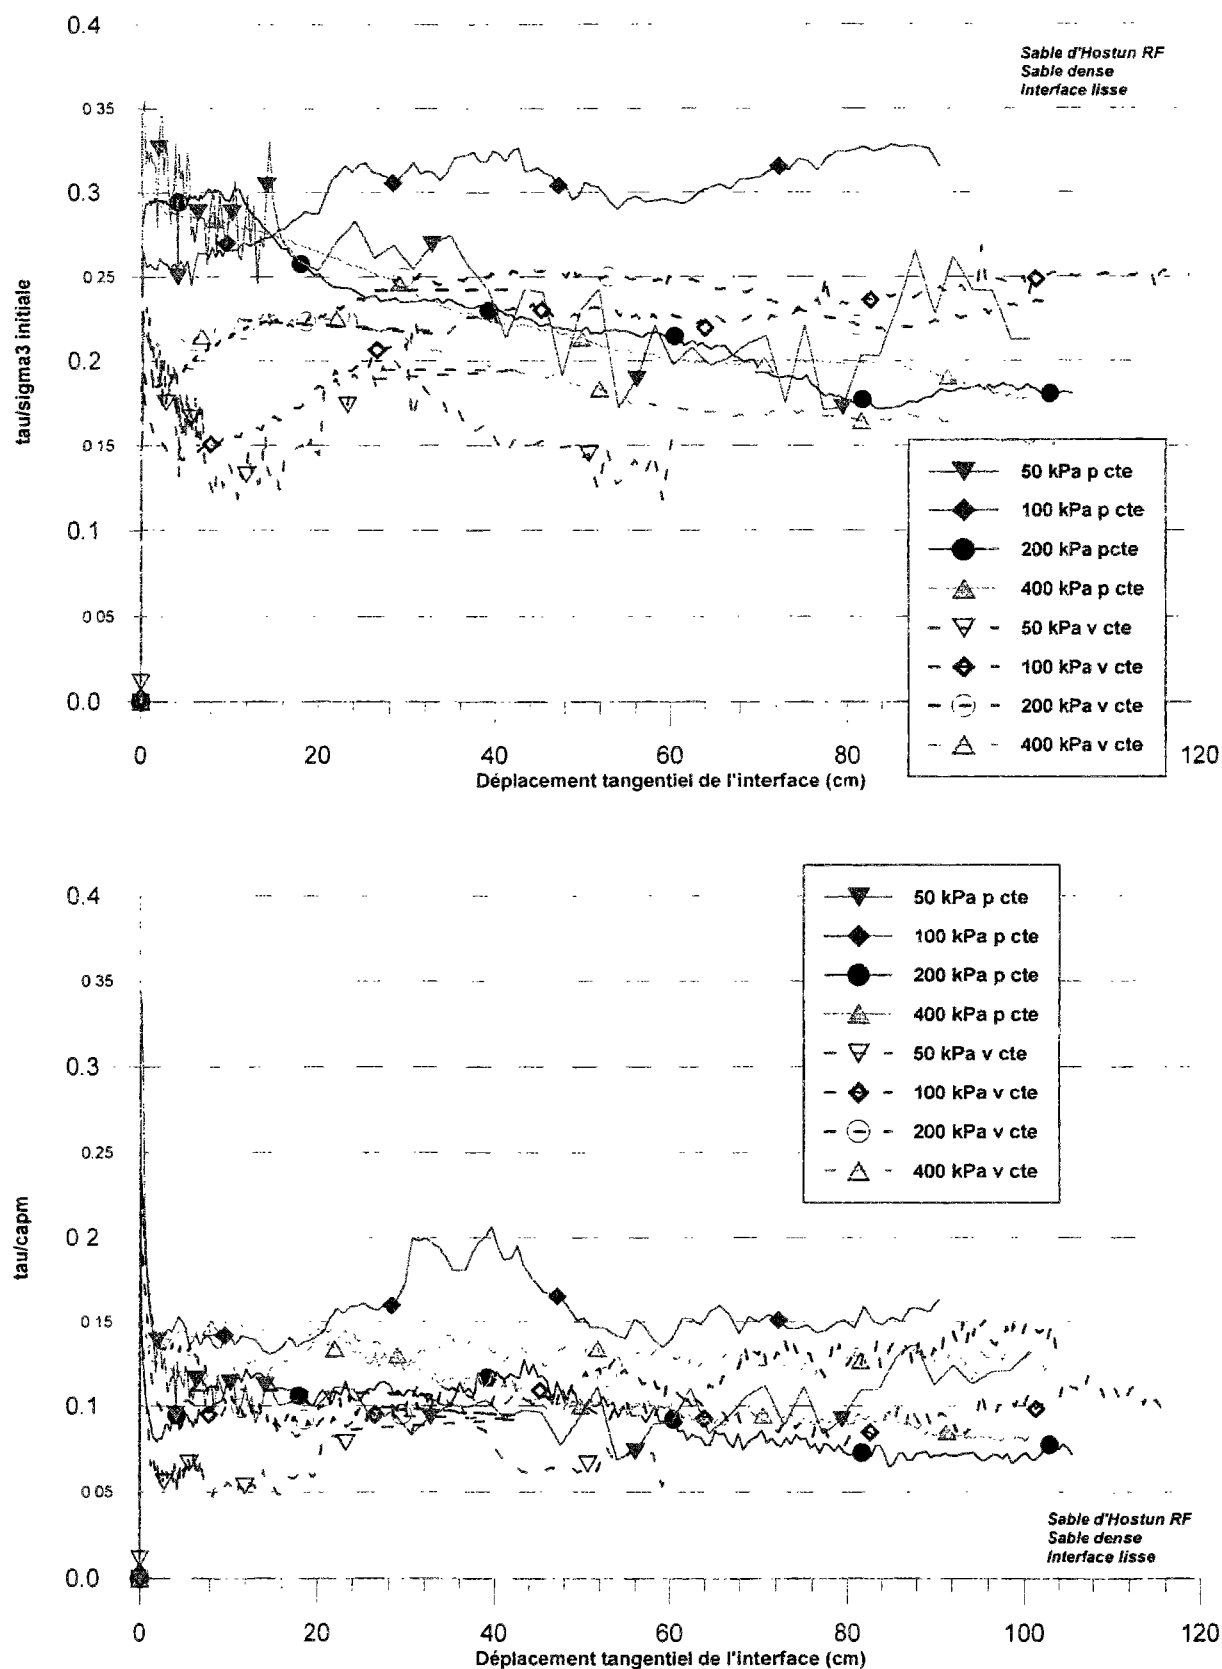 0.4
Sable d'Hostun RF
Sable dense
Interface lisse
0 35
0.3
0.25
0.2
0.15
0.1
0 05
0.0
tau/sigma3 initiale
50 kPa p cte
100 kPa p cte
200 kPa pcte
400 kPa p cte
50 kPa v cte
100 kPa v cte
200 kPa v cte
400 kPa v cte
0 20 40 60 80 120
Déplacement tangentiel de l'interface (cm)
0.4
50 kPa p cte
100 kPa p cte
200 kPa p cte
400 kPa p cte
50 kPa v cte
100 kPa v cte
200 kPa v cte
400 kPa v cte
0.35
0.3
0 25
0 2
0 15
0.1
0 05
0.0
tau/capm
Sable d'Hostun RF
Sable dense
Interface lisse
0 20 40 60 80 100 120
Déplacement tangentiel de l'interface (cm)